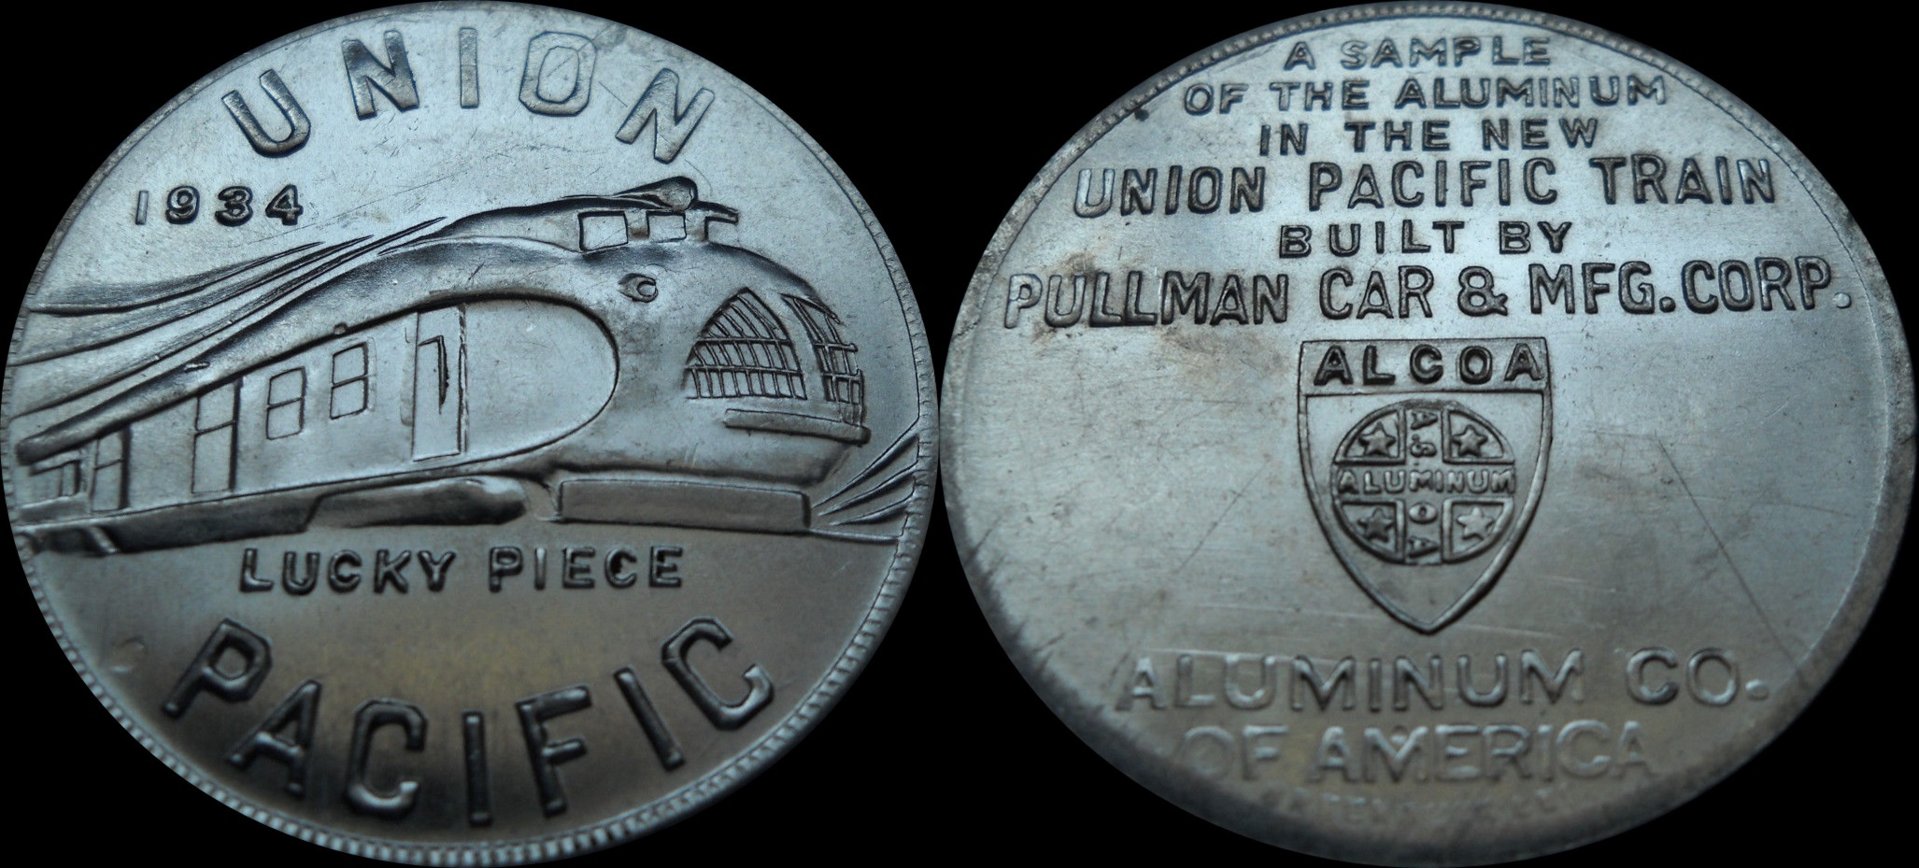 UNION
1934
LUCKY PIECE
PACIFIC
A SAMPLE
OF THE ALUMINUM
IN THE NEW
UNION PACIFIC TRAIN
BUILT BY
PULLMAN CAR & MFG. CORP.
ALCOA
ALUMINUM
ALUMINUM CO.
OF AMERICA